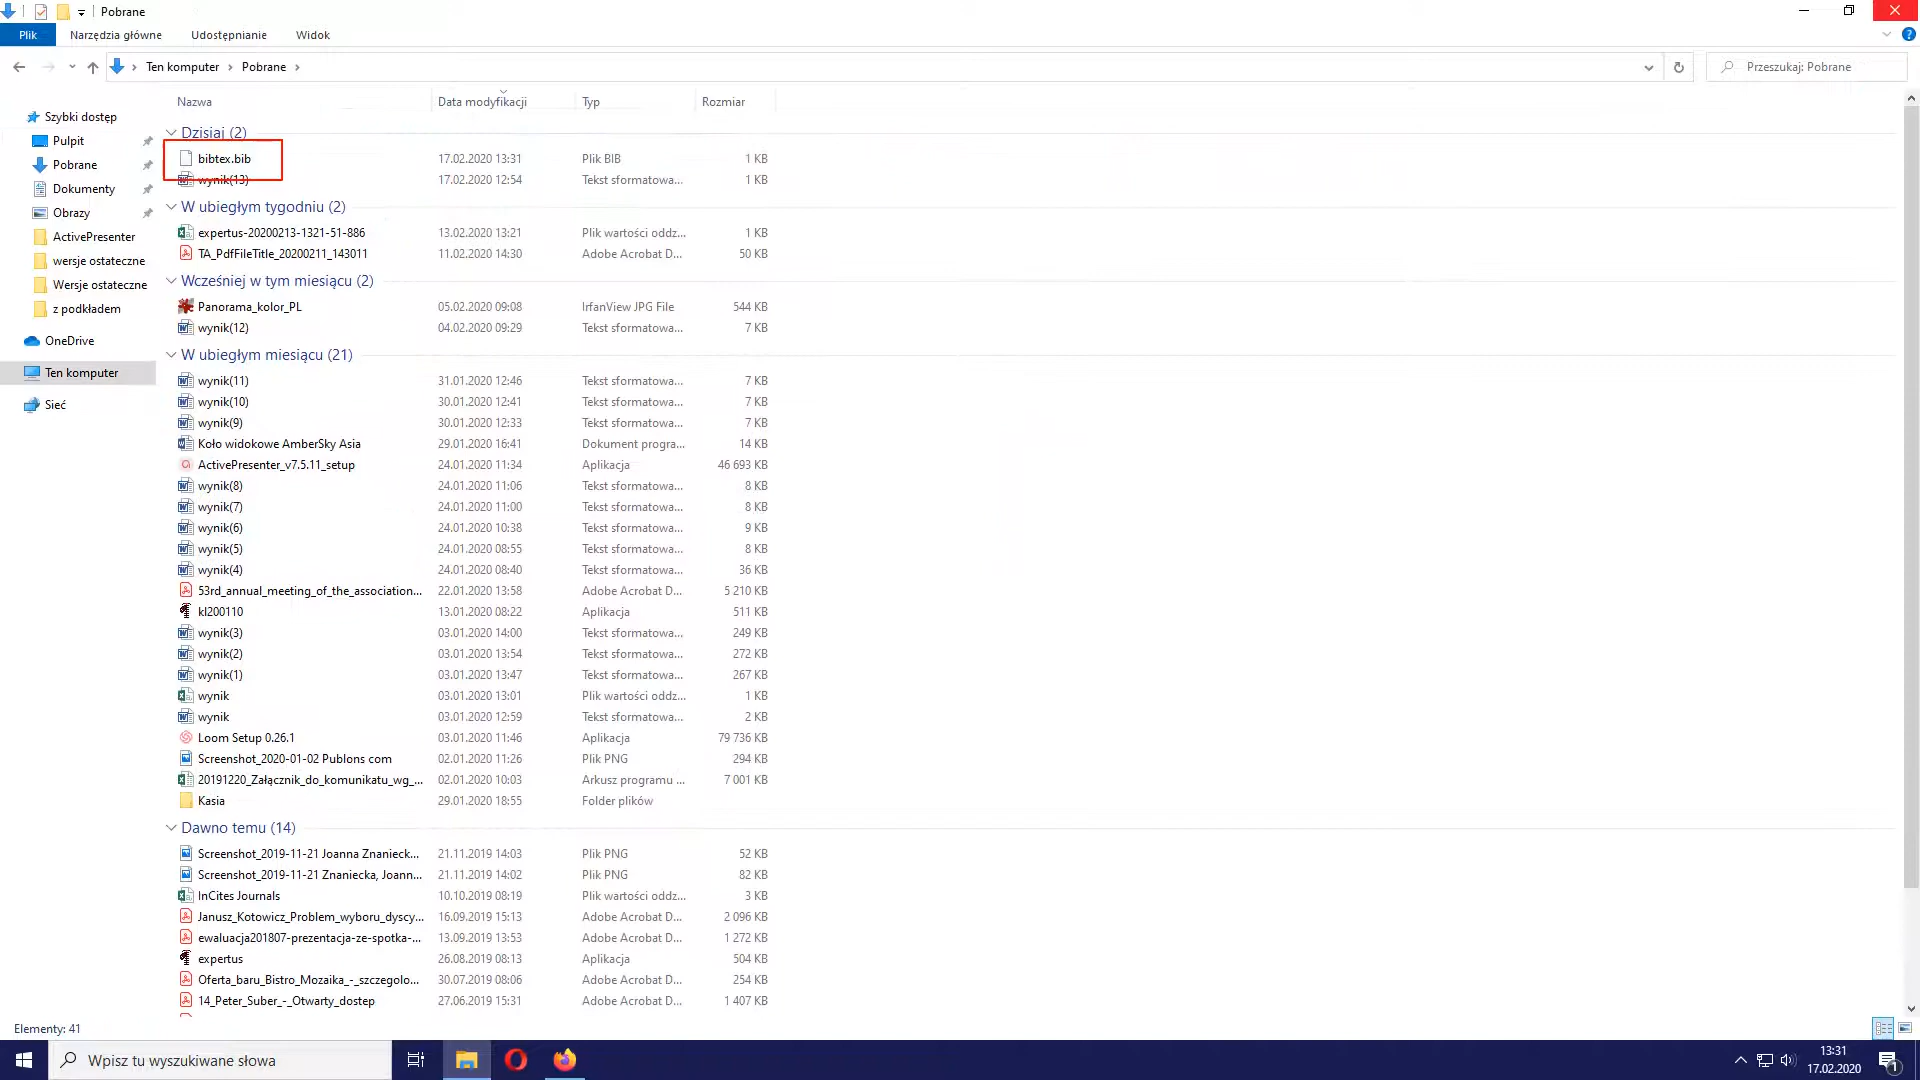 Pobrane
Plik Narzędzia główne Udostępnianie Widok
Ten komputer Pobrane Przeszukaj: Pobrane
Nazwa Data modyfikacji Typ Rozmiar
Szybki dostęp
Pulpit
Pobrane
Dokumenty
Obrazy
ActivePresenter
wersje ostateczne
Wersje ostateczne
z podkładem
OneDrive
Ten komputer
Sieć
Dzisiaj (2)
bibtex.bib 17.02.2020 13:31 Plik BIB 1 KB
wynik(13) 17.02.2020 12:54 Tekst sformatowa... 1 KB
W ubiegłym tygodniu (2)
expertus-20200213-1321-51-886 13.02.2020 13:21 Plik wartości oddz... 1 KB
TA_PdfFileTitle_20200211_143011 11.02.2020 14:30 Adobe Acrobat D... 50 KB
Wcześniej w tym miesiącu (2)
Panorama_kolor_PL 05.02.2020 09:08 IrfanView JPG File 544 KB
wynik(12) 04.02.2020 09:29 Tekst sformatowa... 7 KB
W ubiegłym miesiącu (21)
wynik(11) 31.01.2020 12:46 Tekst sformatowa... 7 KB
wynik(10) 30.01.2020 12:41 Tekst sformatowa... 7 KB
wynik(9) 30.01.2020 12:33 Tekst sformatowa... 7 KB
Koło widokowe AmberSky Asia 29.01.2020 16:41 Dokument progra... 14 KB
ActivePresenter_v7.5.11_setup 24.01.2020 11:34 Aplikacja 46 693 KB
wynik(8) 24.01.2020 11:06 Tekst sformatowa... 8 KB
wynik(7) 24.01.2020 11:00 Tekst sformatowa... 8 KB
wynik(6) 24.01.2020 10:38 Tekst sformatowa... 9 KB
wynik(5) 24.01.2020 08:55 Tekst sformatowa... 8 KB
wynik(4) 24.01.2020 08:40 Tekst sformatowa... 36 KB
53rd_annual_meeting_of_the_association... 22.01.2020 13:58 Adobe Acrobat D... 5 210 KB
kl200110 13.01.2020 08:22 Aplikacja 511 KB
wynik(3) 03.01.2020 14:00 Tekst sformatowa... 249 KB
wynik(2) 03.01.2020 13:54 Tekst sformatowa... 272 KB
wynik(1) 03.01.2020 13:47 Tekst sformatowa... 267 KB
wynik 03.01.2020 13:01 Plik wartości oddz... 1 KB
wynik 03.01.2020 12:59 Tekst sformatowa... 2 KB
Loom Setup 0.26.1 03.01.2020 11:46 Aplikacja 79 736 KB
Screenshot_2020-01-02 Publons com 02.01.2020 11:26 Plik PNG 294 KB
20191220_Załącznik_do_komunikatu_wg_... 02.01.2020 10:03 Arkusz programu ... 7 001 KB
Kasia 29.01.2020 18:55 Folder plików
Dawno temu (14)
Screenshot_2019-11-21 Joanna Znanieck... 21.11.2019 14:03 Plik PNG 52 KB
Screenshot_2019-11-21 Znaniecka, Joann... 21.11.2019 14:02 Plik PNG 82 KB
InCites Journals 10.10.2019 08:19 Plik wartości oddz... 3 KB
Janusz_Kotowicz_Problem_wyboru_dyscy... 16.09.2019 15:13 Adobe Acrobat D... 2 096 KB
ewaluacja201807-prezentacja-ze-spotka-... 13.09.2019 13:53 Adobe Acrobat D... 1 272 KB
expertus 26.08.2019 08:13 Aplikacja 504 KB
Oferta_baru_Bistro_Mozaika_-_szczegolo... 30.07.2019 08:06 Adobe Acrobat D... 254 KB
14_Peter_Suber_-_Otwarty_dostep 27.06.2019 15:31 Adobe Acrobat D... 1 407 KB
Elementy: 41
Wpisz tu wyszukiwane słowa
13:31
17.02.2020
1